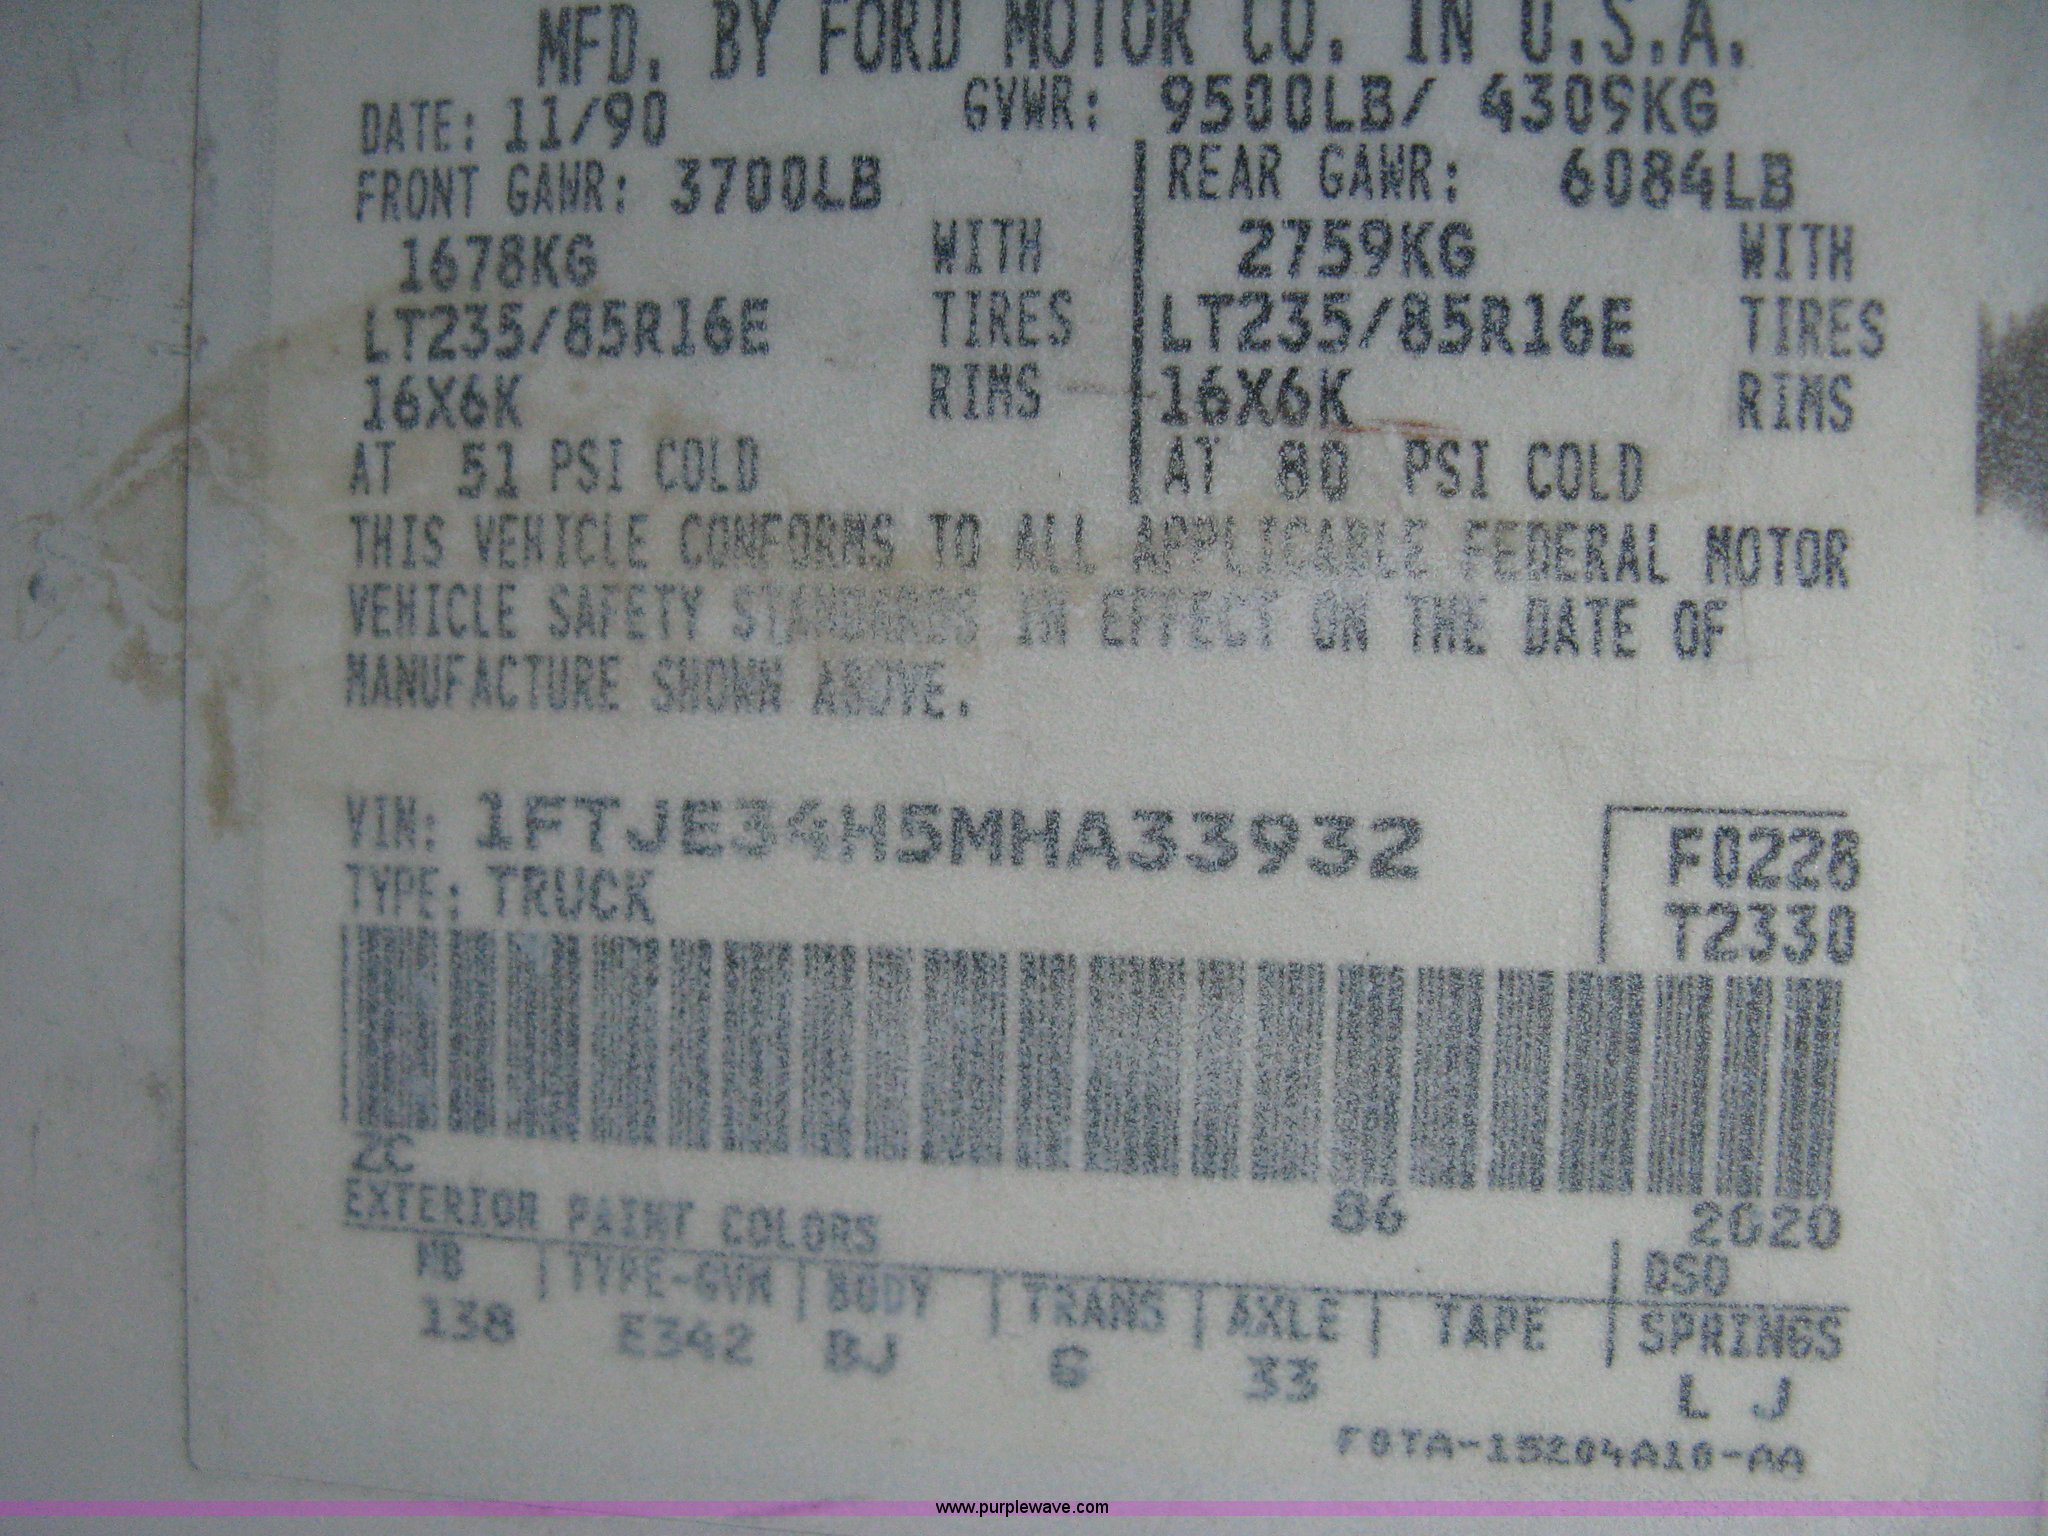 MFD. BY FORD MOTOR CO. IN U.S.A.
DATE: 11/90 GVWR: 9500LB/ 4309KG
FRONT GAWR: 3700LB REAR GAWR: 6084LB
1678KG WITH 2759KG WITH
LT235/85R16E TIRES LT235/85R16E TIRES
16X6K RIMS 16X6K RIMS
AT 51 PSI COLD AT 80 PSI COLD
THIS VEHICLE CONFORMS TO ALL APPLICABLE FEDERAL MOTOR
VEHICLE SAFETY STANDARDS IN EFFECT ON THE DATE OF
MANUFACTURE SHOWN ABOVE.
VIN: 1FTJE34H5MHA33932 F0228
TYPE: TRUCK T2330
ZC 86 2020
EXTERIOR PAINT COLORS DSO
WB TYPE-GVW BODY TRANS AXLE TAPE SPRINGS
138 E342 BJ G 33 L J
F0TA-15204A10-AA
www.purplewave.com